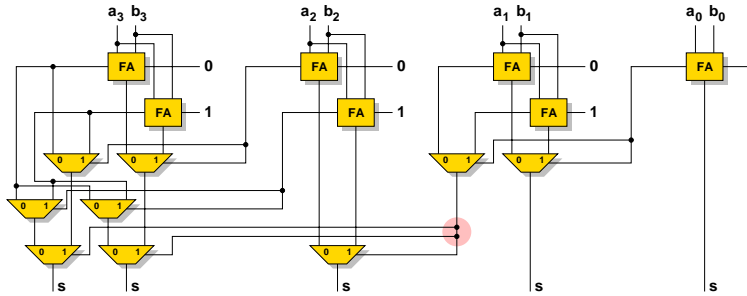 a3 b3 a2 b2 a1 b1 a0 b0
FA 0 FA 0 FA 0 FA
FA 1 FA 1 FA 1
0 1 0 1 0 1 0 1
0 1 0 1
0 1 0 1 0 1
s s s s